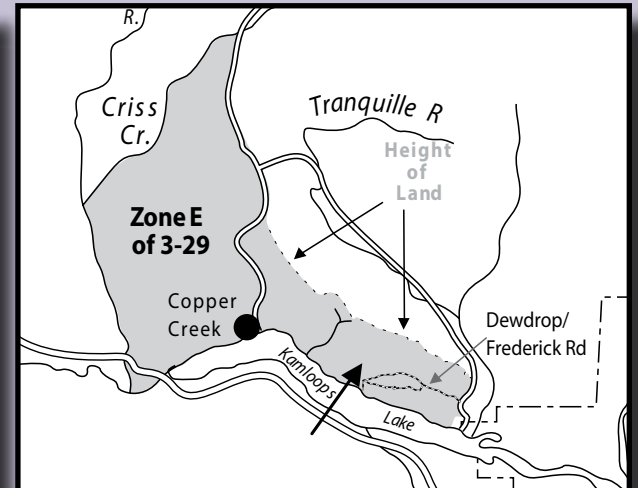 R.
Criss
Cr.
Tranquille R
Height
of
Land
Zone E
of 3-29
Copper
Creek
Dewdrop/
Frederick Rd
Kamloops
Lake